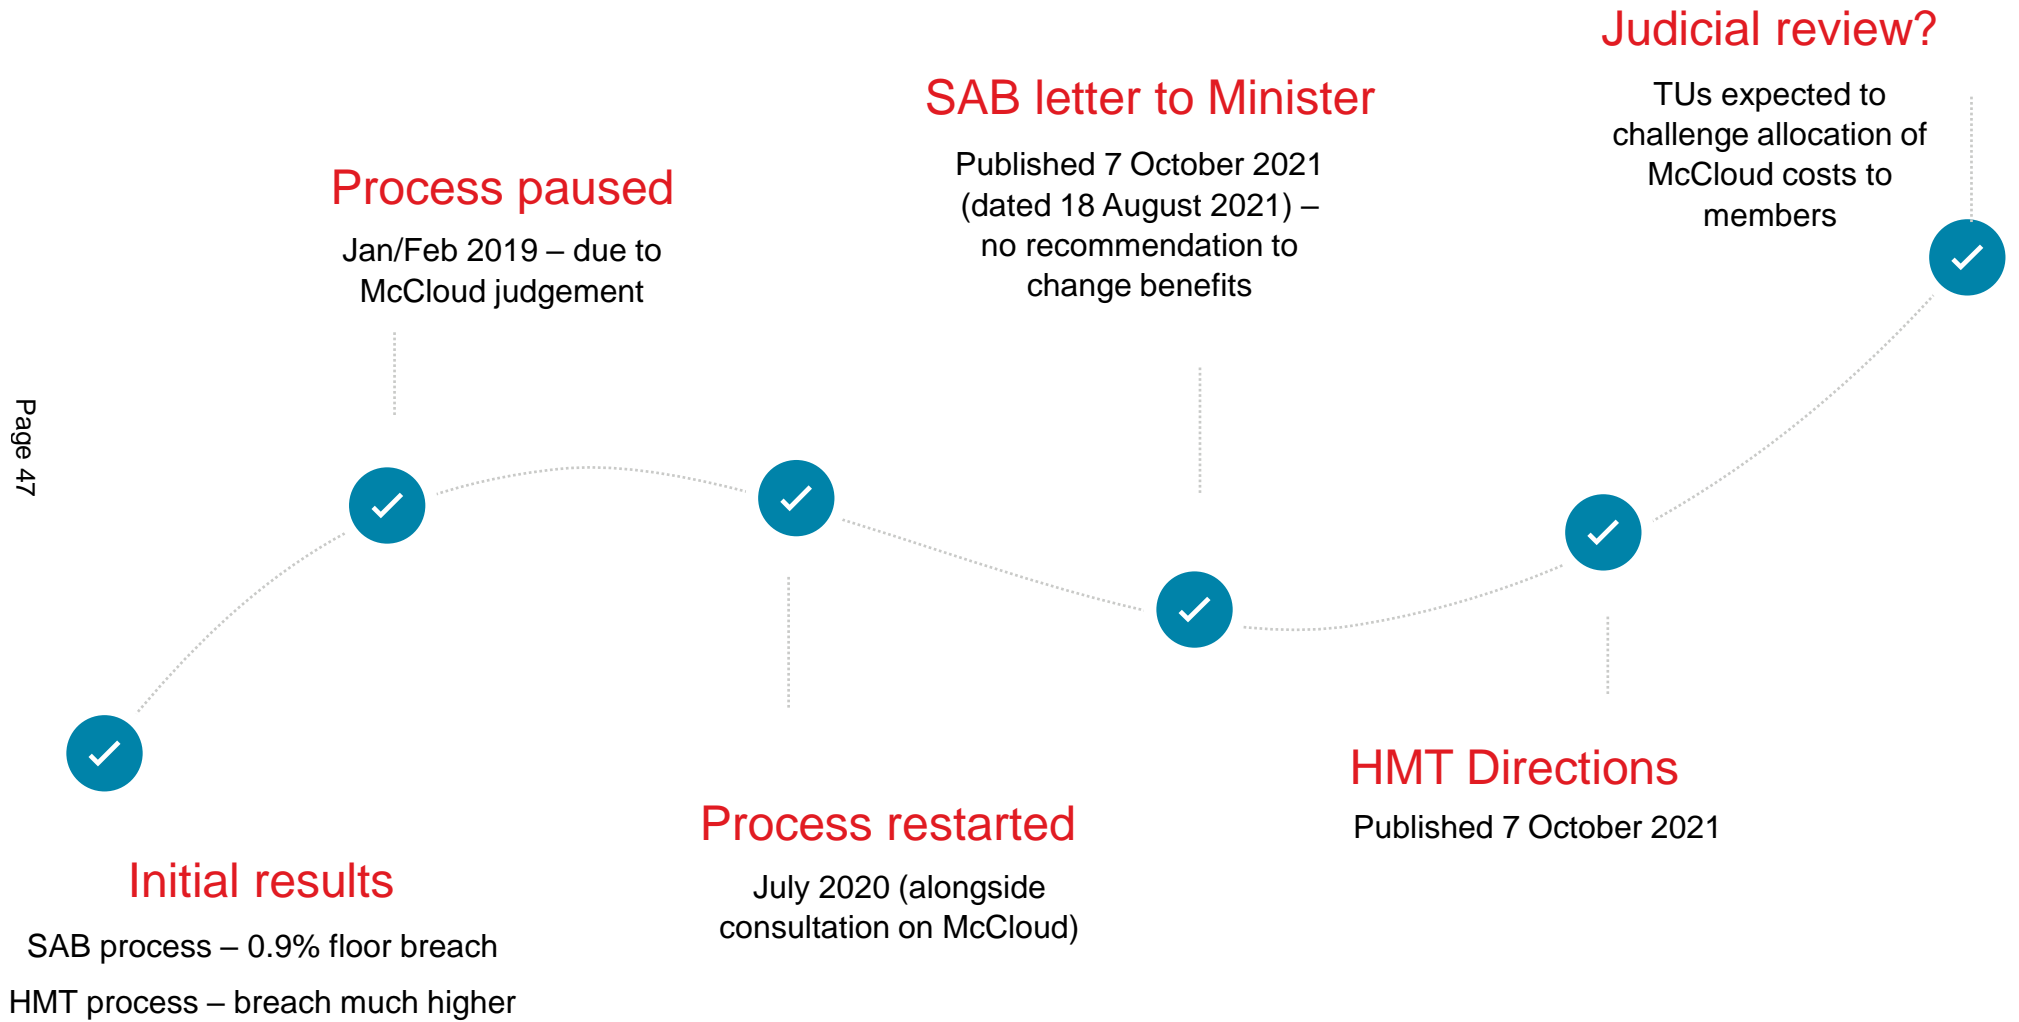 Initial results
SAB process – 0.9% floor breach
HMT process – breach much higher
Process paused
Jan/Feb 2019 – due to
McCloud judgement
Process restarted
July 2020 (alongside
consultation on McCloud)
SAB letter to Minister
Published 7 October 2021
(dated 18 August 2021) –
no recommendation to
change benefits
HMT Directions
Published 7 October 2021
Judicial review?
TUs expected to
challenge allocation of
McCloud costs to
members
Page 47